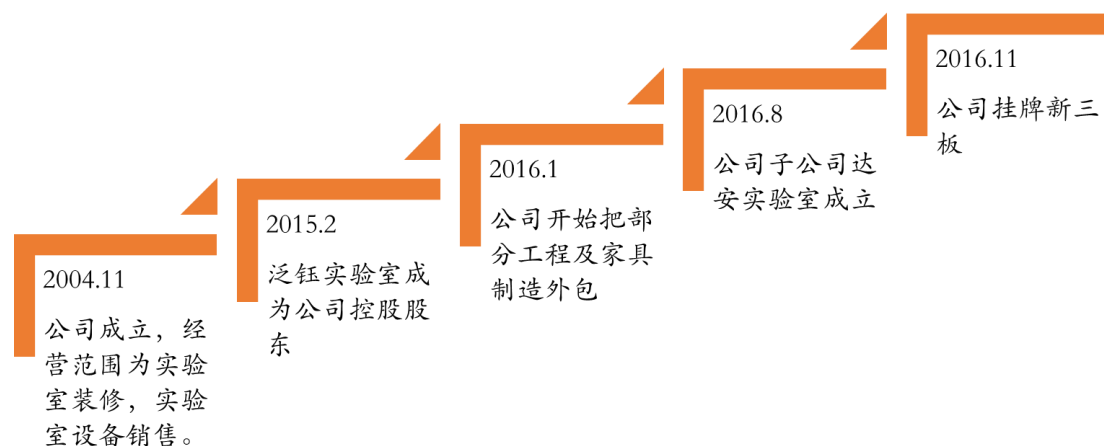 2004.11
公司成立，经
营范围为实验
室装修，实验
室设备销售。
2015.2
泛钰实验室成
为公司控股股
东
2016.1
公司开始把部
分工程及家具
制造外包
2016.8
公司子公司达
安实验室成立
2016.11
公司挂牌新三
板